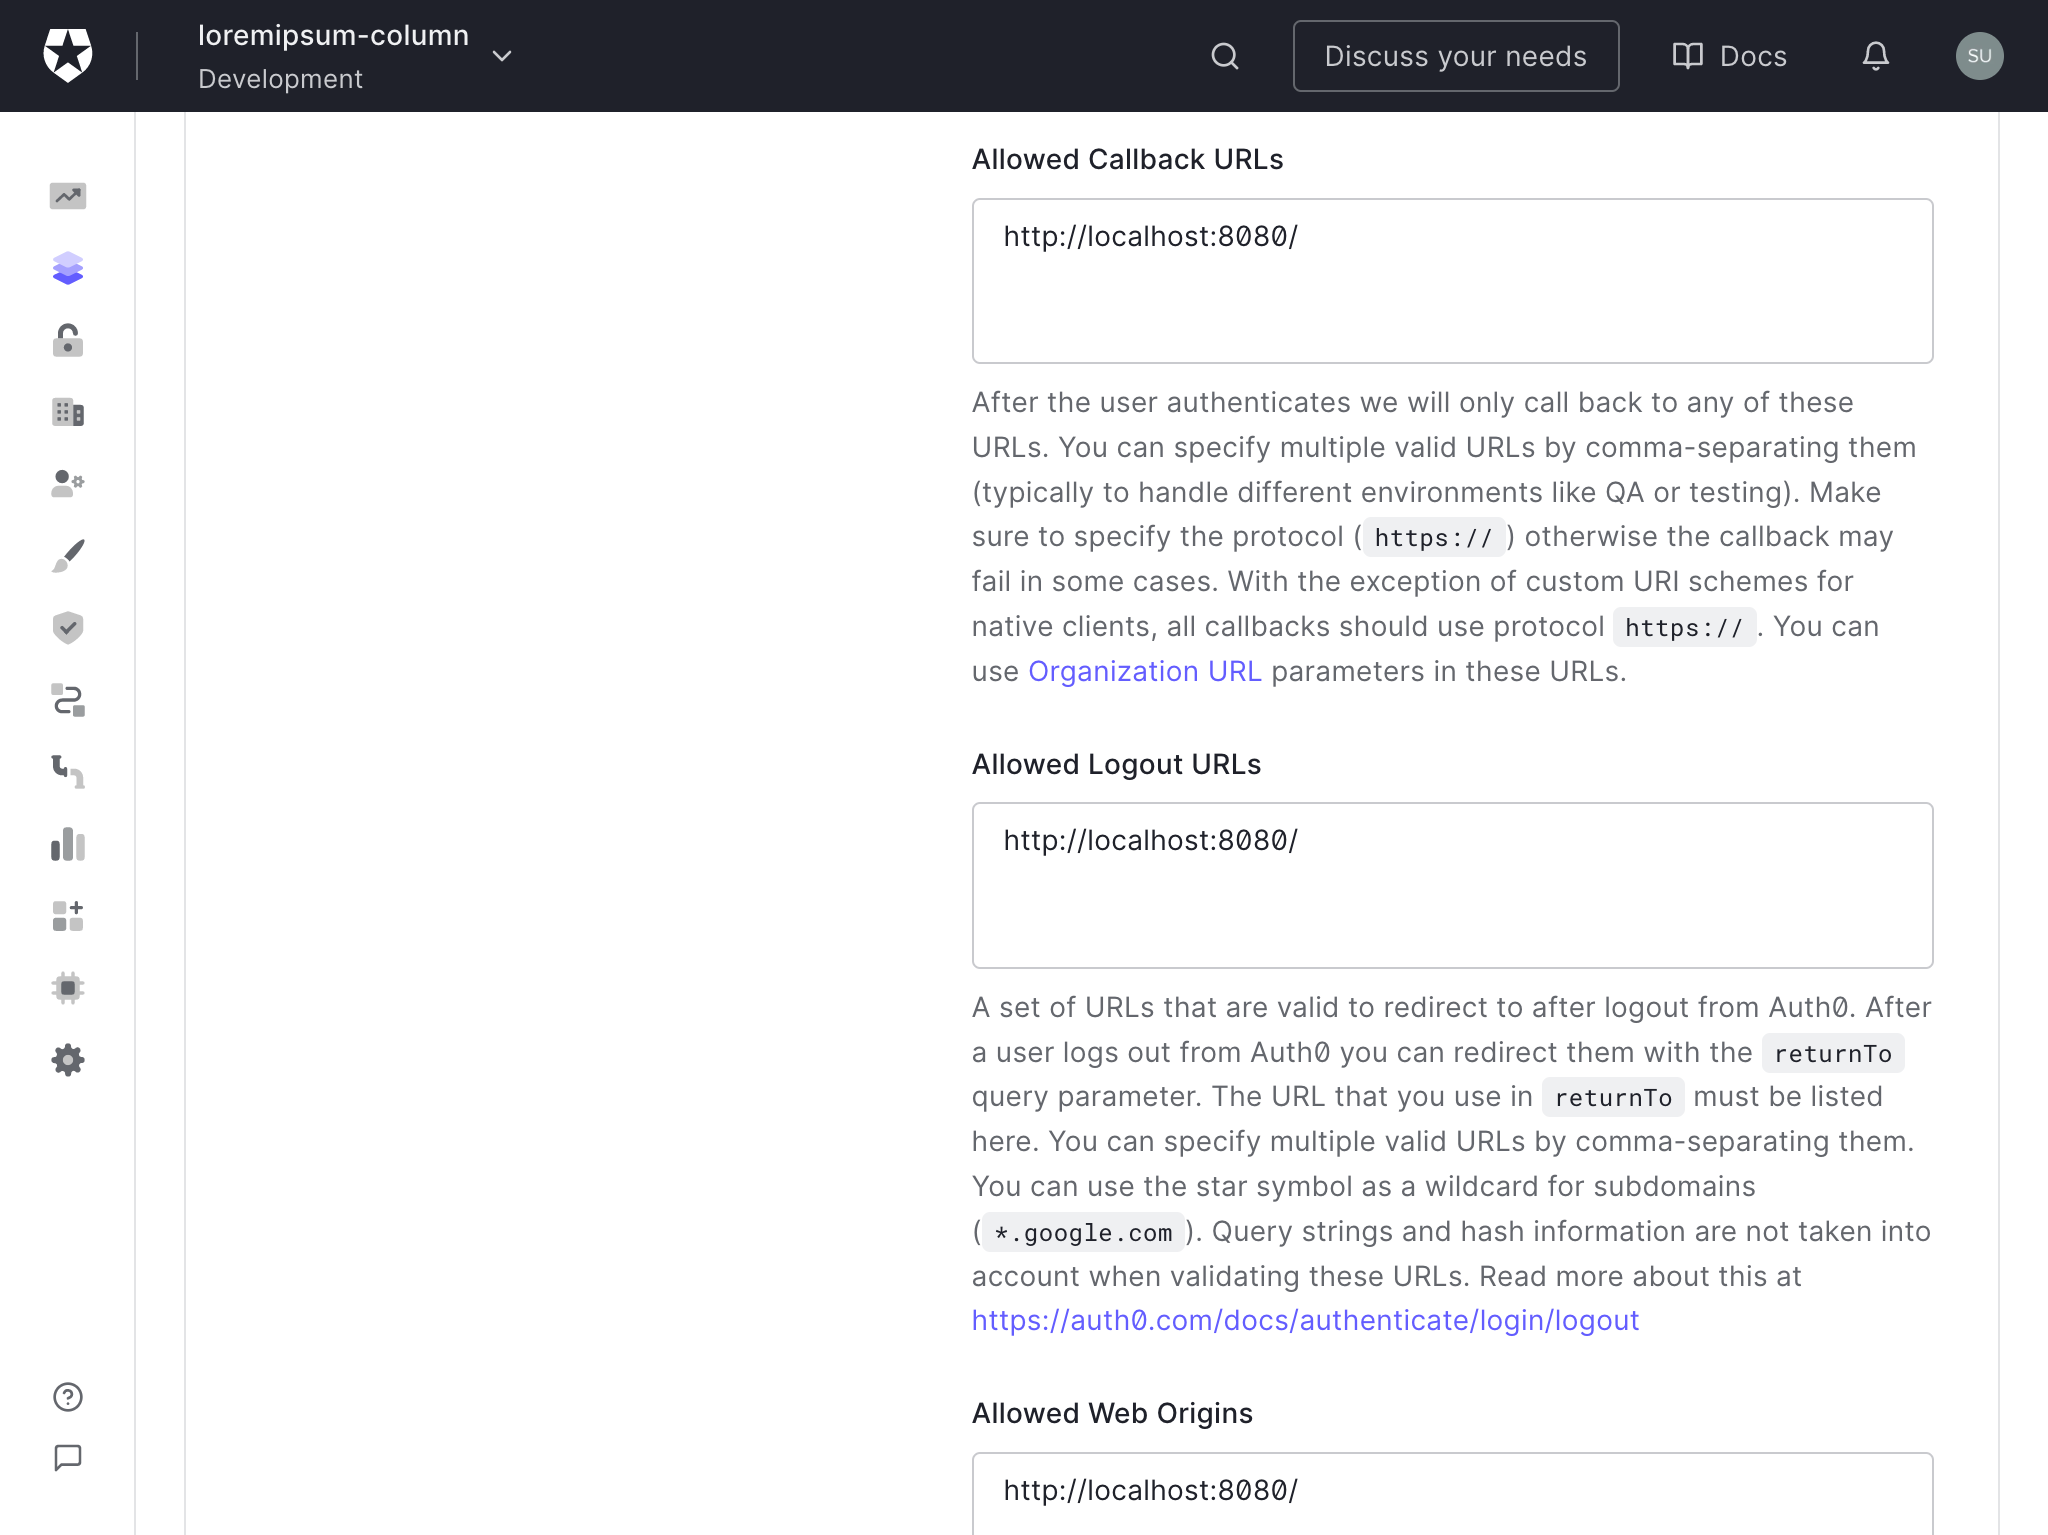 loremipsum-column
Development
Discuss your needs
Docs
SU
Allowed Callback URLs
http://localhost:8080/
After the user authenticates we will only call back to any of these
URLs. You can specify multiple valid URLs by comma-separating them
(typically to handle different environments like QA or testing). Make
sure to specify the protocol ( https:// ) otherwise the callback may
fail in some cases. With the exception of custom URI schemes for
native clients, all callbacks should use protocol https:// . You can
use Organization URL parameters in these URLs.
Allowed Logout URLs
http://localhost:8080/
A set of URLs that are valid to redirect to after logout from Auth0. After
a user logs out from Auth0 you can redirect them with the returnTo
query parameter. The URL that you use in returnTo must be listed
here. You can specify multiple valid URLs by comma-separating them.
You can use the star symbol as a wildcard for subdomains
( *.google.com ). Query strings and hash information are not taken into
account when validating these URLs. Read more about this at
https://auth0.com/docs/authenticate/login/logout
Allowed Web Origins
http://localhost:8080/